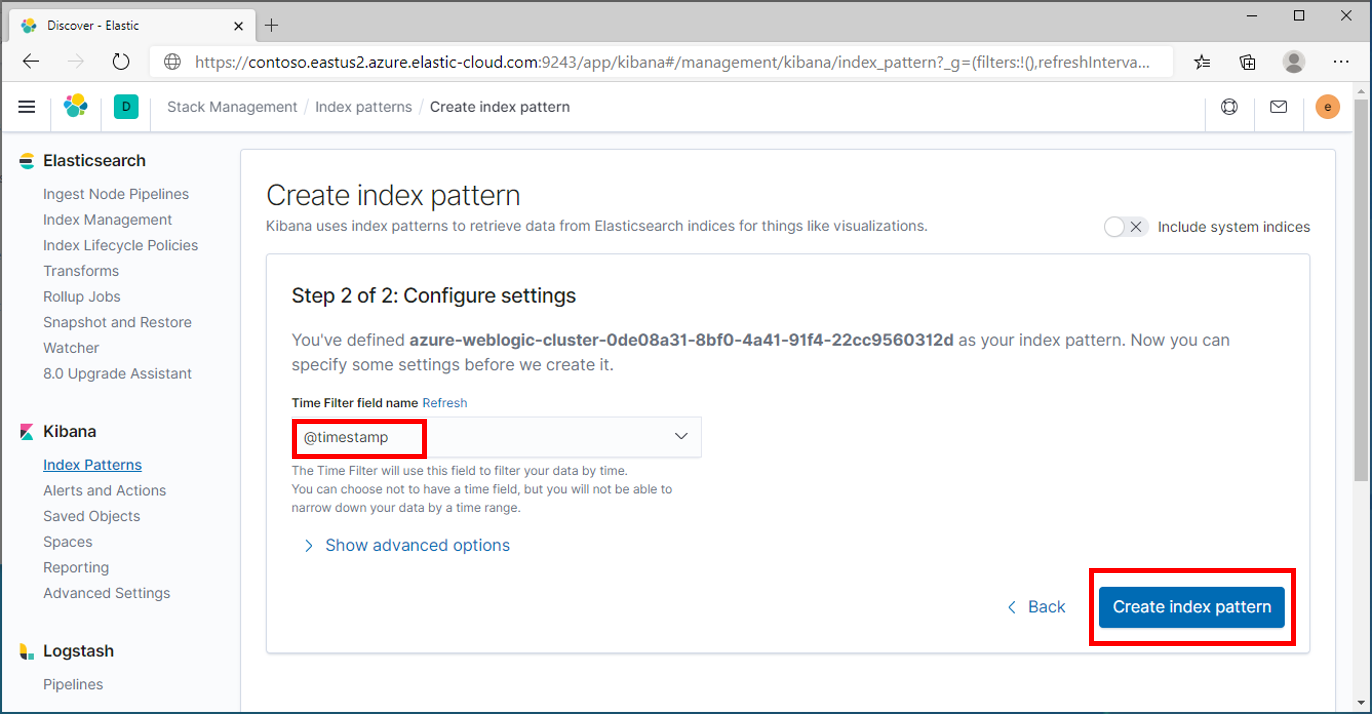 Discover - Elastic
https://contoso.eastus2.azure.elastic-cloud.com:9243/app/kibana#/management/kibana/index_pattern?_g=(filters:!(),refreshInterva...
D
Stack Management / Index patterns / Create index pattern
e
Elasticsearch
Ingest Node Pipelines
Index Management
Index Lifecycle Policies
Transforms
Rollup Jobs
Snapshot and Restore
Watcher
8.0 Upgrade Assistant
Kibana
Index Patterns
Alerts and Actions
Saved Objects
Spaces
Reporting
Advanced Settings
Logstash
Pipelines
Create index pattern
Kibana uses index patterns to retrieve data from Elasticsearch indices for things like visualizations.
Include system indices
Step 2 of 2: Configure settings
You've defined azure-weblogic-cluster-0de08a31-8bf0-4a41-91f4-22cc9560312d as your index pattern. Now you can
specify some settings before we create it.
Time Filter field name Refresh
@timestamp
The Time Filter will use this field to filter your data by time.
You can choose not to have a time field, but you will not be able to
narrow down your data by a time range.
Show advanced options
Back
Create index pattern